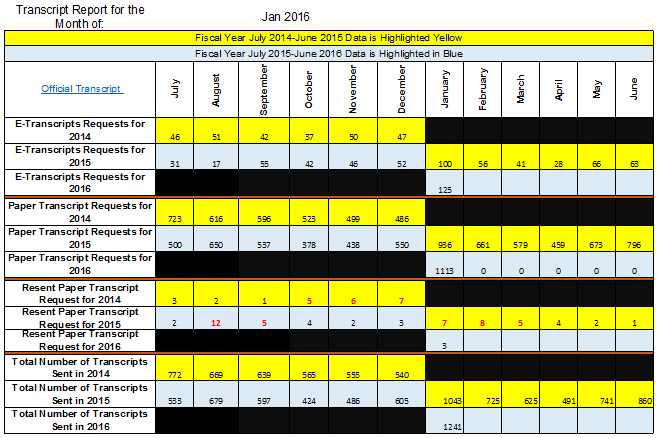 Transcript Report for the
Month of:
Jan 2016
Fiscal Year July 2014-June 2015 Data is Highlighted Yellow
Fiscal Year July 2015-June 2016 Data is Highlighted in Blue
Official Transcript July August September October November December January February March April May June
E-Transcripts Requests for
2014 46 51 42 37 50 47
E-Transcripts Requests for
2015 31 17 55 42 46 52 100 56 41 28 66 63
E-Transcripts Requests for
2016 125
Paper Transcript Requests for
2014 723 616 596 523 499 486
Paper Transcript Requests for
2015 500 650 537 378 438 550 936 661 579 459 673 796
Paper Transcript Requests for
2016 1113 0 0 0 0 0
Resent Paper Transcript
Request for 2014 3 2 1 5 6 7
Resent Paper Transcript
Request for 2015 2 12 5 4 2 3 7 8 5 4 2 1
Resent Paper Transcript
Request for 2016 3
Total Number of Transcripts
Sent in 2014 772 669 639 565 555 540
Total Number of Transcripts
Sent in 2015 533 679 597 424 486 605 1043 725 625 491 741 860
Total Number of Transcripts
Sent in 2016 1241